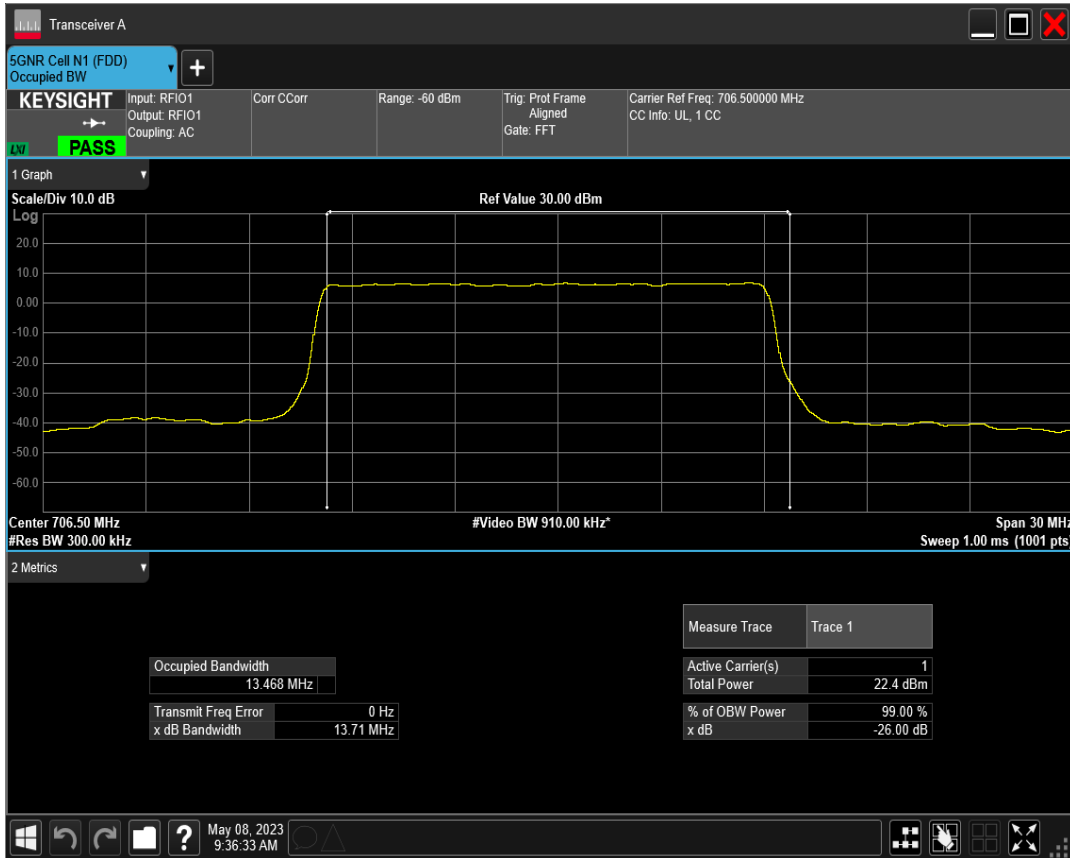 Transceiver A
5GNR Cell N1 (FDD)
Occupied BW
+
KEYSIGHT
LXI
PASS
Input: RFIO1
Output: RFIO1
Coupling: AC
Corr CCorr
Range: -60 dBm
Trig: Prot Frame
Aligned
Gate: FFT
Carrier Ref Freq: 706.500000 MHz
CC Info: UL, 1 CC
1 Graph
Scale/Div 10.0 dB
Ref Value 30.00 dBm
Log
20.0
10.0
0.00
-10.0
-20.0
-30.0
-40.0
-50.0
-60.0
Center 706.50 MHz
#Video BW 910.00 kHz*
Span 30 MHz
#Res BW 300.00 kHz
Sweep 1.00 ms (1001 pts)
2 Metrics
Measure Trace Trace 1
Occupied Bandwidth
13.468 MHz
Active Carrier(s) 1
Total Power 22.4 dBm
Transmit Freq Error 0 Hz
x dB Bandwidth 13.71 MHz
% of OBW Power 99.00 %
x dB -26.00 dB
?
May 08, 2023
9:36:33 AM